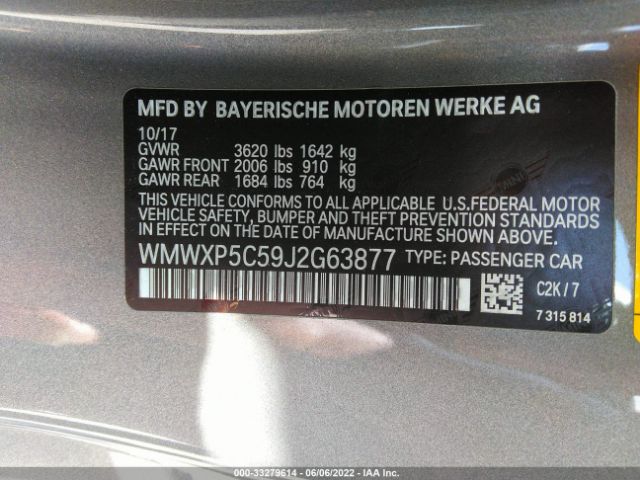 MFD BY BAYERISCHE MOTOREN WERKE AG
10/17
GVWR 3620 lbs 1642 kg
GAWR FRONT 2006 lbs 910 kg
GAWR REAR 1684 lbs 764 kg
MINI
THIS VEHICLE CONFORMS TO ALL APPLICABLE U.S.FEDERAL MOTOR
VEHICLE SAFETY, BUMPER AND THEFT PREVENTION STANDARDS
IN EFFECT ON THE DATE OF MANUFACTURE SHOWN ABOVE.
WMWXP5C59J2G63877 TYPE: PASSENGER CAR
C2K/7
7 315 814
000-33279614 - 06/06/2022 - IAA Inc.